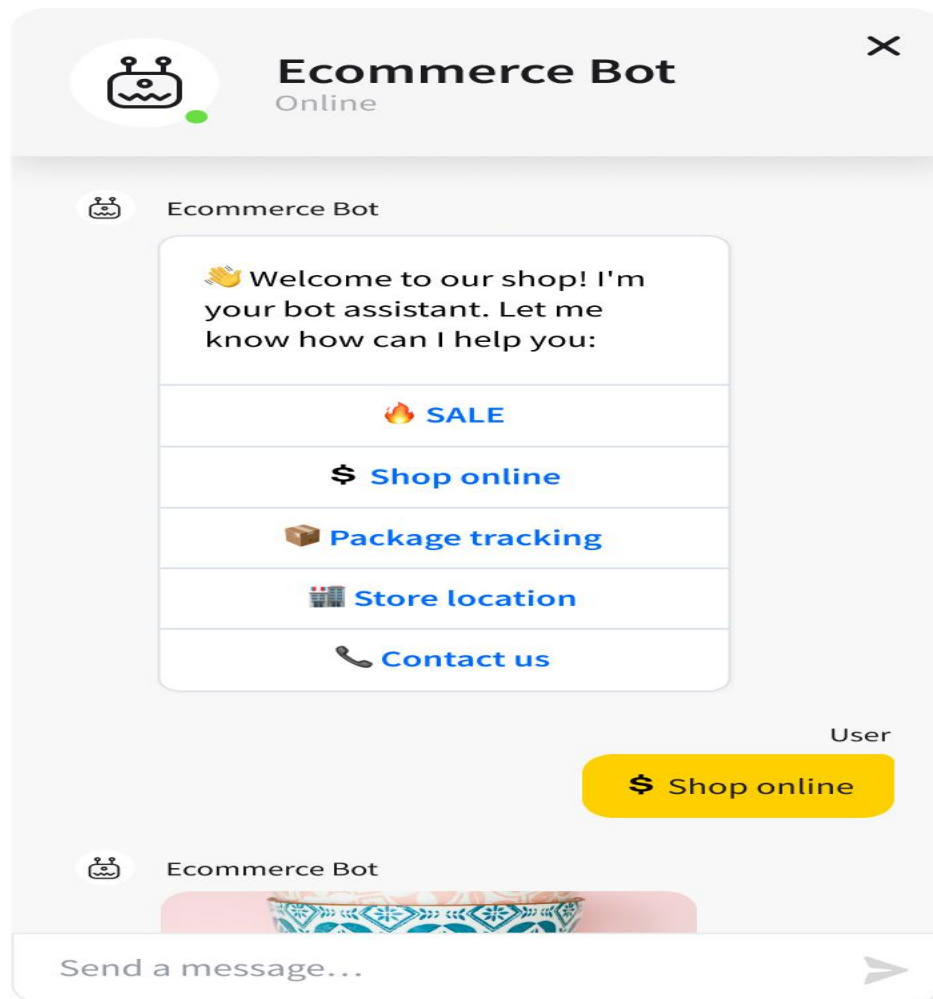 Ecommerce Bot
Online
Ecommerce Bot
👋 Welcome to our shop! I'm
your bot assistant. Let me
know how can I help you:
🔥 SALE
$ Shop online
📦 Package tracking
🏬 Store location
📞 Contact us
User
$ Shop online
Ecommerce Bot
Send a message...